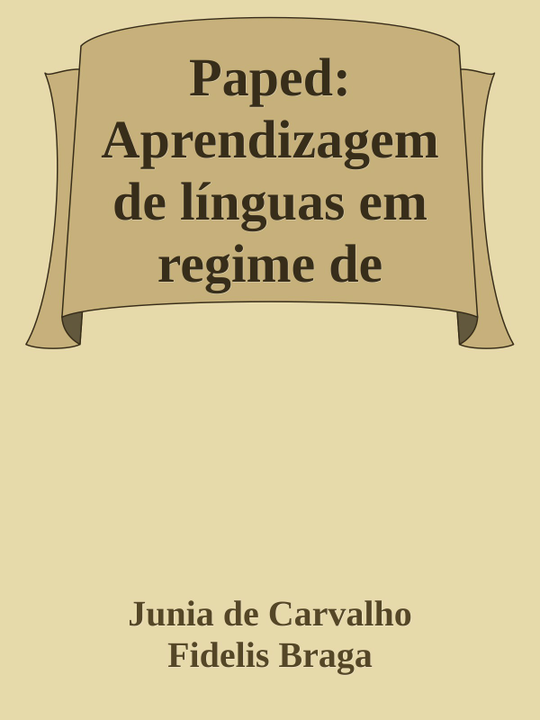 Paped:
Aprendizagem
de línguas em
regime de
Junia de Carvalho
Fidelis Braga